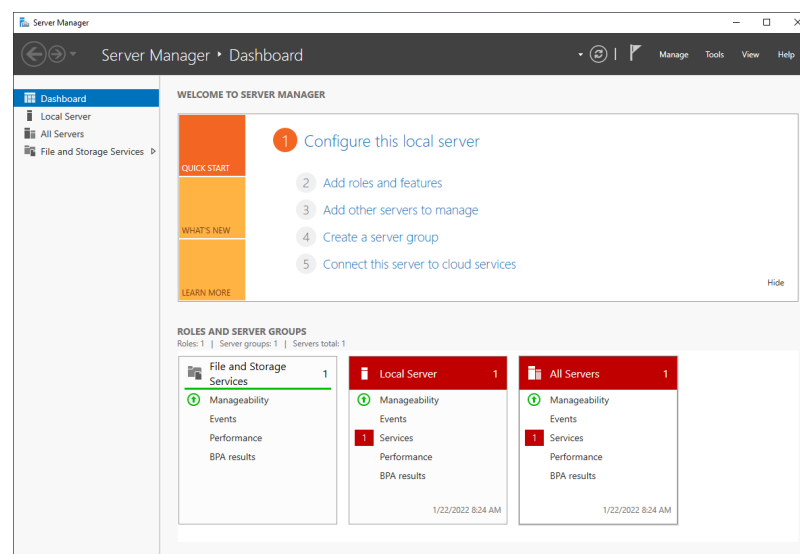 Server Manager
Server Manager • Dashboard
Manage Tools View Help
Dashboard
Local Server
All Servers
File and Storage Services
WELCOME TO SERVER MANAGER
QUICK START
WHAT'S NEW
LEARN MORE
1 Configure this local server
2 Add roles and features
3 Add other servers to manage
4 Create a server group
5 Connect this server to cloud services
Hide
ROLES AND SERVER GROUPS
Roles: 1 | Server groups: 1 | Servers total: 1
File and Storage
Services 1
Manageability
Events
Performance
BPA results
Local Server 1
Manageability
Events
1 Services
Performance
BPA results
1/22/2022 8:24 AM
All Servers 1
Manageability
Events
1 Services
Performance
BPA results
1/22/2022 8:24 AM